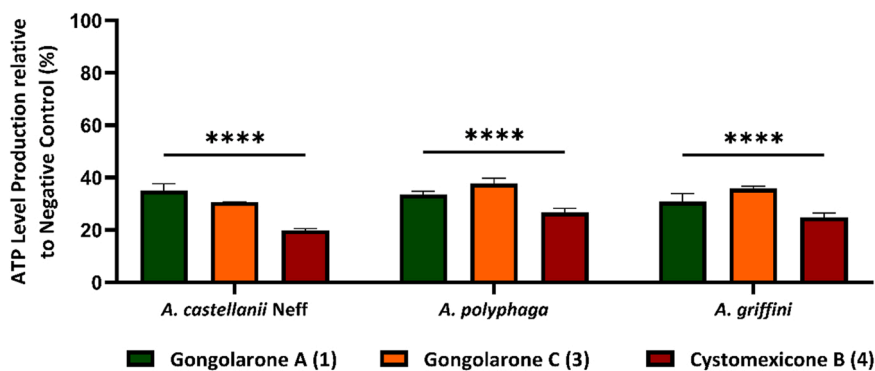 ATP Level Production relative
to Negative Control (%)
100
80
60
40
20
0
****
****
****
A. castellanii Neff
A. polyphaga
A. griffini
Gongolarone A (1)
Gongolarone C (3)
Cystomexicone B (4)